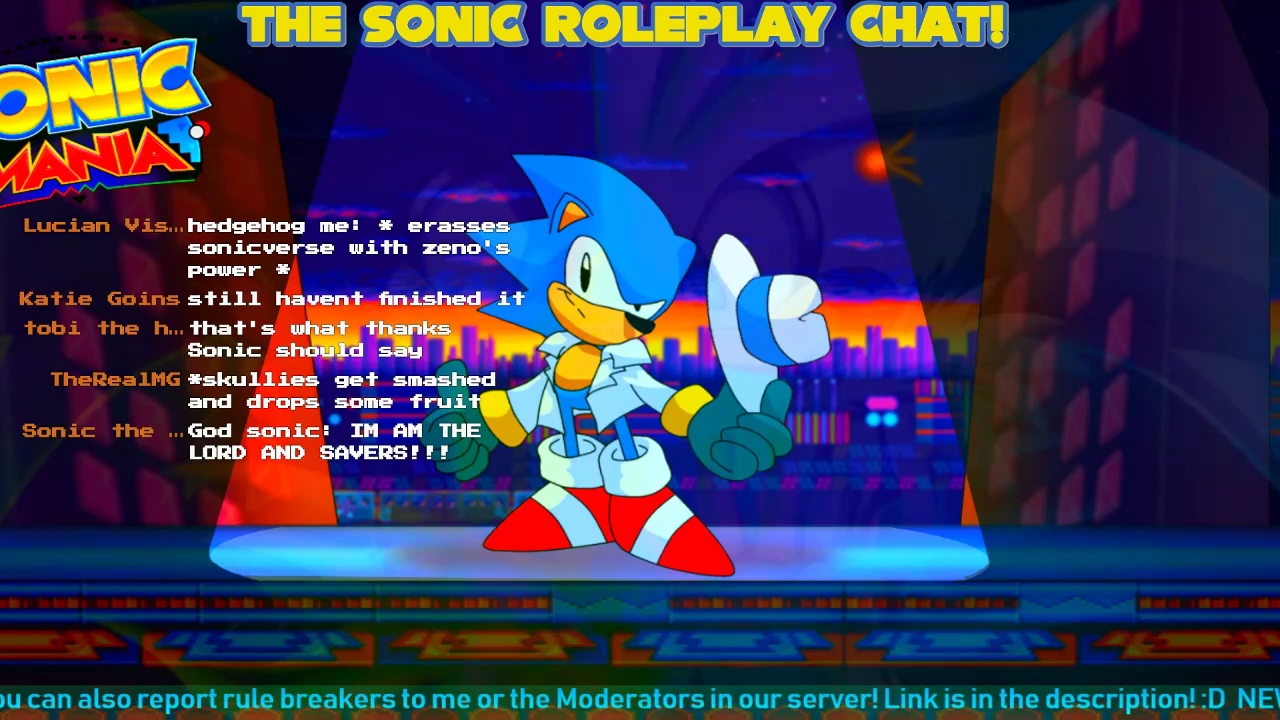 THE SONIC ROLEPLAY CHAT!
SONIC
MANIA
Lucian Vis... hedgehog me: * erasses
sonicverse with zeno's
power *
Katie Goins still havent finished it
tobi the h... that's what thanks
Sonic should say
TheRealMG *skullies get smashed
and drops some fruit
Sonic the ... God sonic: IM AM THE
LORD AND SAVERS!!!
ou can also report rule breakers to me or the Moderators in our server! Link is in the description! :D NEV